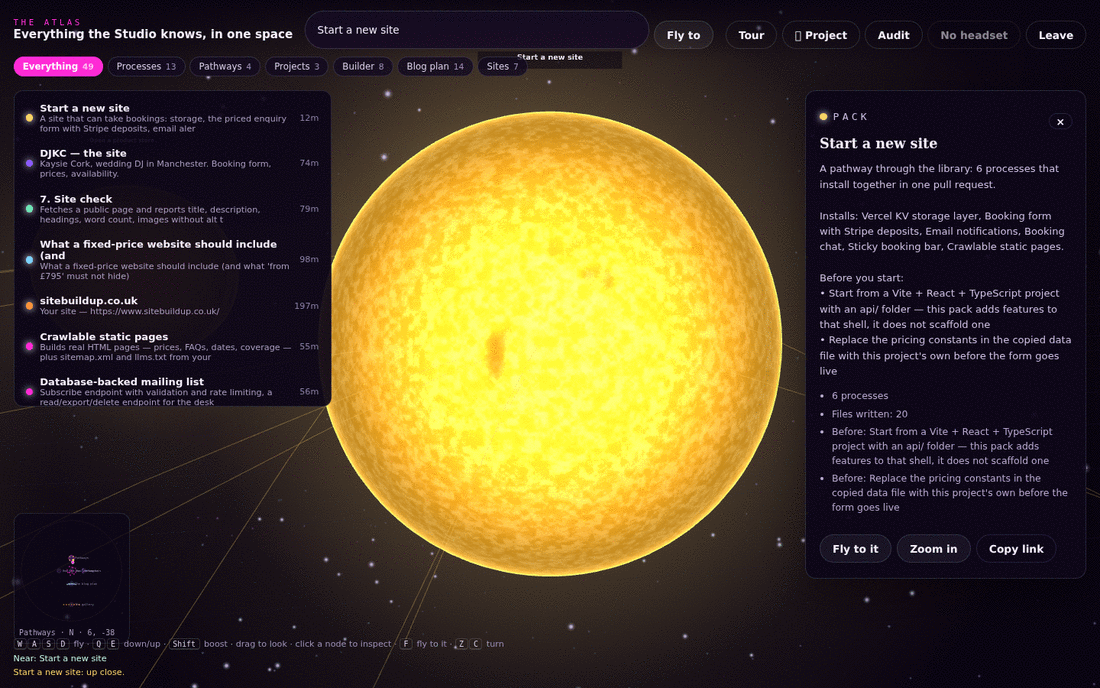 THE ATLAS
Everything the Studio knows, in one space
Start a new site
Fly to
Tour
Project
Audit
No headset
Leave
Everything 49
Processes 13
Pathways 4
Projects 3
Builder 8
Blog plan 14
Sites 7
Start a new site
Start a new site
A site that can take bookings: storage, the priced enquiry
form with Stripe deposits, email aler
12m
DJKC — the site
Kaysie Cork, wedding DJ in Manchester. Booking form,
prices, availability.
74m
7. Site check
Fetches a public page and reports title, description,
headings, word count, images without alt t
79m
What a fixed-price website should include
(and
What a fixed-price website should include (and what 'from
£795' must not hide)
98m
sitebuildup.co.uk
Your site — https://www.sitebuildup.co.uk/
197m
Crawlable static pages
Builds real HTML pages — prices, FAQs, dates, coverage —
plus sitemap.xml and llms.txt from your
55m
Database-backed mailing list
Subscribe endpoint with validation and rate limiting, a
read/export/delete endpoint for the desk
56m
PACK
×
Start a new site
A pathway through the library: 6 processes that
install together in one pull request.
Installs: Vercel KV storage layer, Booking form
with Stripe deposits, Email notifications, Booking
chat, Sticky booking bar, Crawlable static pages.
Before you start:
• Start from a Vite + React + TypeScript project
with an api/ folder — this pack adds features to
that shell, it does not scaffold one
• Replace the pricing constants in the copied data
file with this project's own before the form goes
live
• 6 processes
• Files written: 20
• Before: Start from a Vite + React + TypeScript
project with an api/ folder — this pack adds
features to that shell, it does not scaffold one
• Before: Replace the pricing constants in the
copied data file with this project's own before the
form goes live
Fly to it
Zoom in
Copy link
Pathways · N · 6, -38
W A S D fly · Q E down/up · Shift boost · drag to look · click a node to inspect · F fly to it · Z C turn
Near: Start a new site
Start a new site: up close.